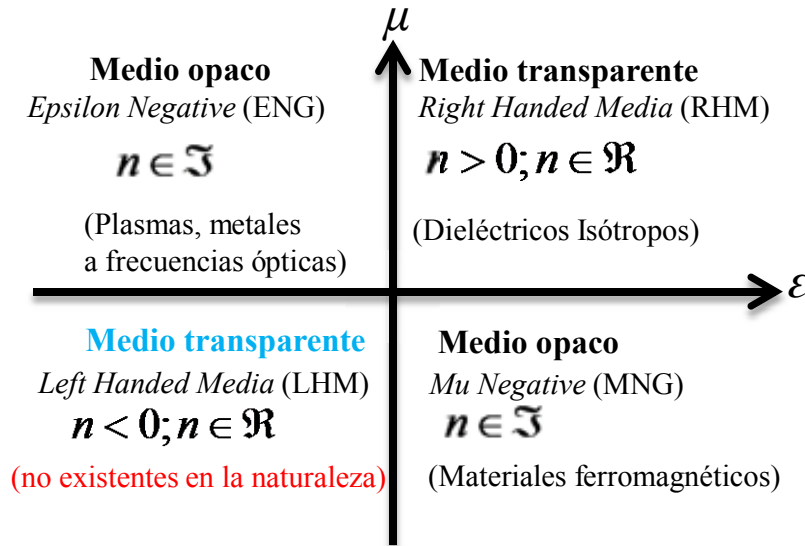 μ
Medio opaco
Epsilon Negative (ENG)
n ∈ ℑ
(Plasmas, metales
a frecuencias ópticas)
Medio transparente
Right Handed Media (RHM)
n > 0; n ∈ ℜ
(Dieléctricos Isótropos)
ε
Medio transparente
Left Handed Media (LHM)
n < 0; n ∈ ℜ
(no existentes en la naturaleza)
Medio opaco
Mu Negative (MNG)
n ∈ ℑ
(Materiales ferromagnéticos)